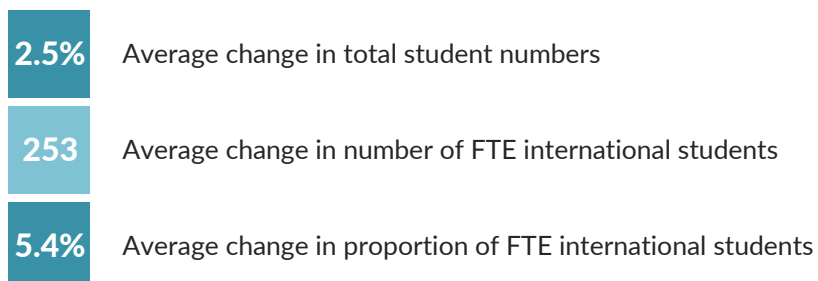 2.5% Average change in total student numbers
253 Average change in number of FTE international students
5.4% Average change in proportion of FTE international students